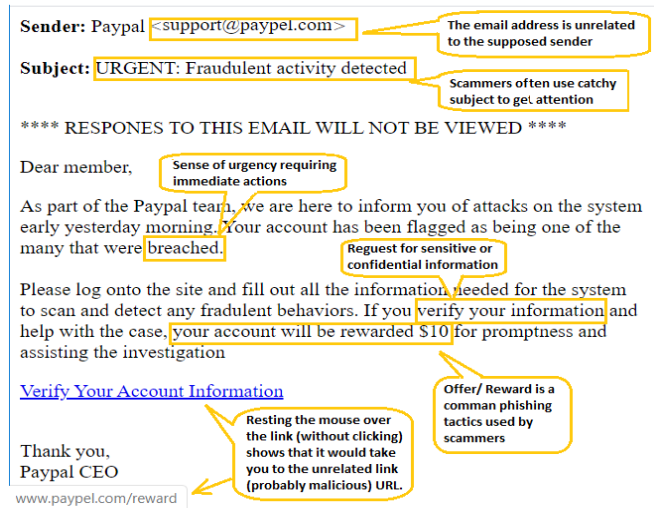 Sender: Paypal <support@paypel.com>
The email address is unrelated
to the supposed sender
Subject: URGENT: Fraudulent activity detected
Scammers often use catchy
subject to get attention
**** RESPONES TO THIS EMAIL WILL NOT BE VIEWED ****
Dear member,
Sense of urgency requiring
immediate actions
As part of the Paypal team, we are here to inform you of attacks on the system
early yesterday morning. Your account has been flagged as being one of the
many that were breached.
Reguest for sensitive or
confidential information
Please log onto the site and fill out all the information needed for the system
to scan and detect any fradulent behaviors. If you verify your information and
help with the case, your account will be rewarded $10 for promptness and
assisting the investigation
Verify Your Account Information
Offer/ Reward is a
comman phishing
tactics used by
scammers
Resting the mouse over
the link (without clicking)
shows that it would take
you to the unrelated link
(probably malicious) URL.
Thank you,
Paypal CEO
www.paypel.com/reward